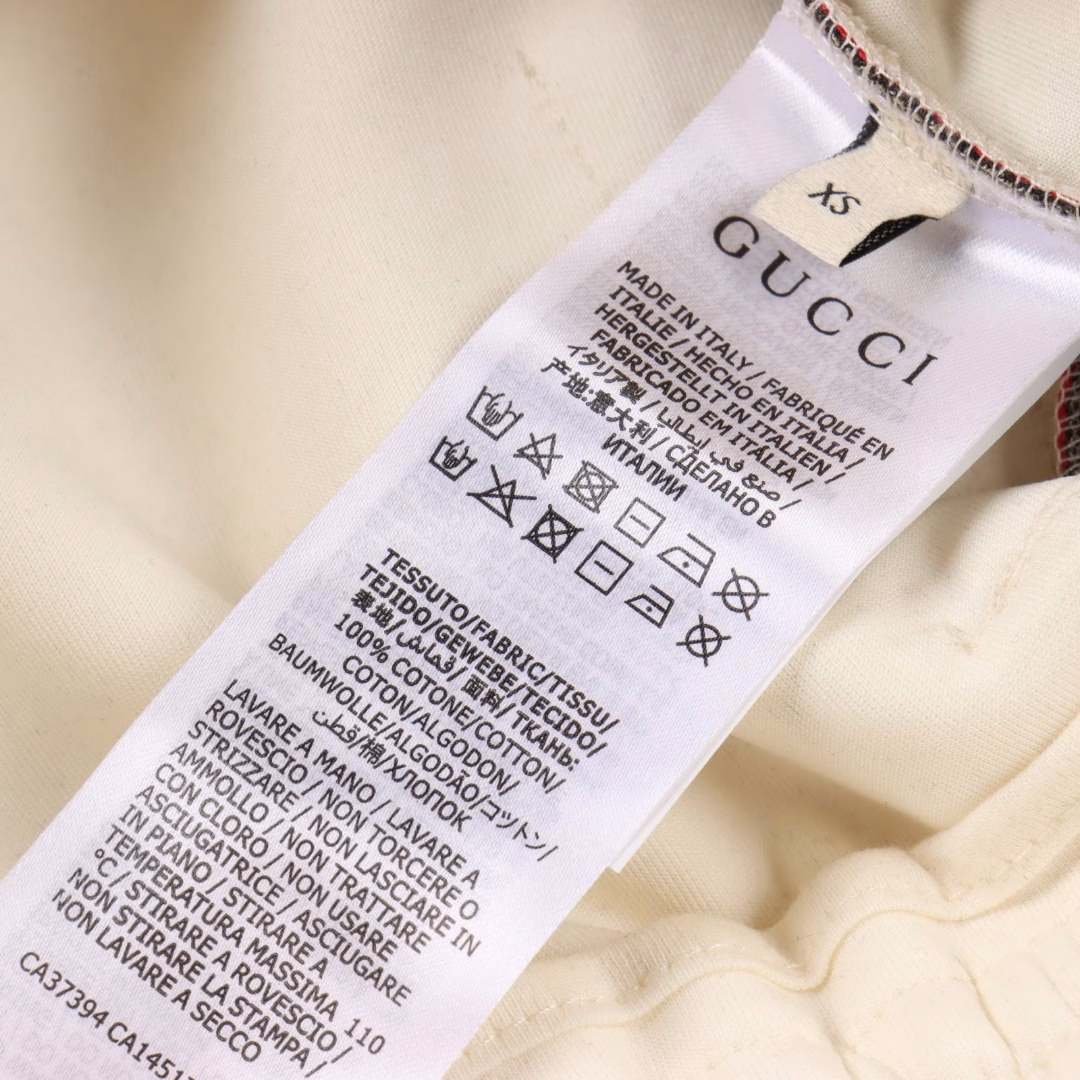 XS
GUCCI
MADE IN ITALY / FABRIQUÉ EN
ITALIE / HECHO EN ITALIA /
HERGESTELLT IN ITALIEN /
FABRICADO EM ITÁLIA /
イタリア製 / صنع في إيطاليا /
产地:意大利 / СДЕЛАНО В
ИТАЛИИ
TESSUTO/FABRIC/TISSU/
TEJIDO/GEWEBE/TECIDO/
表地/قماش/面料/ТКАНЬ:
100% COTONE/COTTON/
COTON/ALGODON/
BAUMWOLLE/ALGODÃO/コットン/
قطن/棉/ХЛОПОК
LAVARE A MANO / LAVARE A
ROVESCIO / NON TORCERE O
STRIZZARE / NON LASCIARE IN
AMMOLLO / NON TRATTARE
CON CLORO / NON USARE
ASCIUGATRICE / ASCIUGARE
IN PIANO / STIRARE A
TEMPERATURA MASSIMA 110
°C / STIRARE A ROVESCIO /
NON STIRARE LA STAMPA /
NON LAVARE A SECCO
CA37394 CA1451